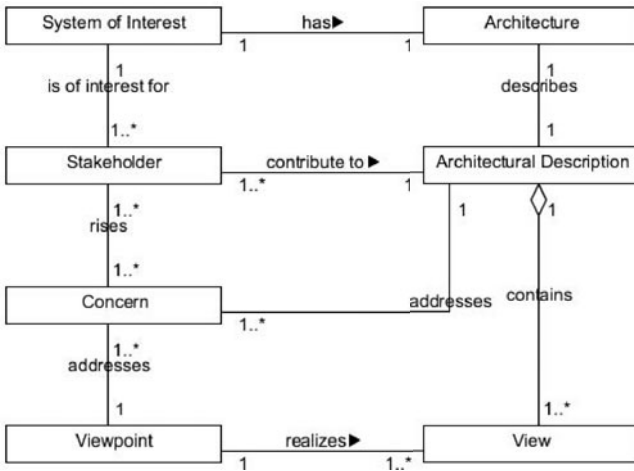 System of Interest
has▶
Architecture
1
1
1
is of interest for
1
describes
1..*
1
Stakeholder
contribute to ▶
Architectural Description
1..*
1
1..*
rises
1
1
1..*
Concern
addresses
contains
1..*
1..*
addresses
1
1..*
Viewpoint
realizes▶
View
1
1..*